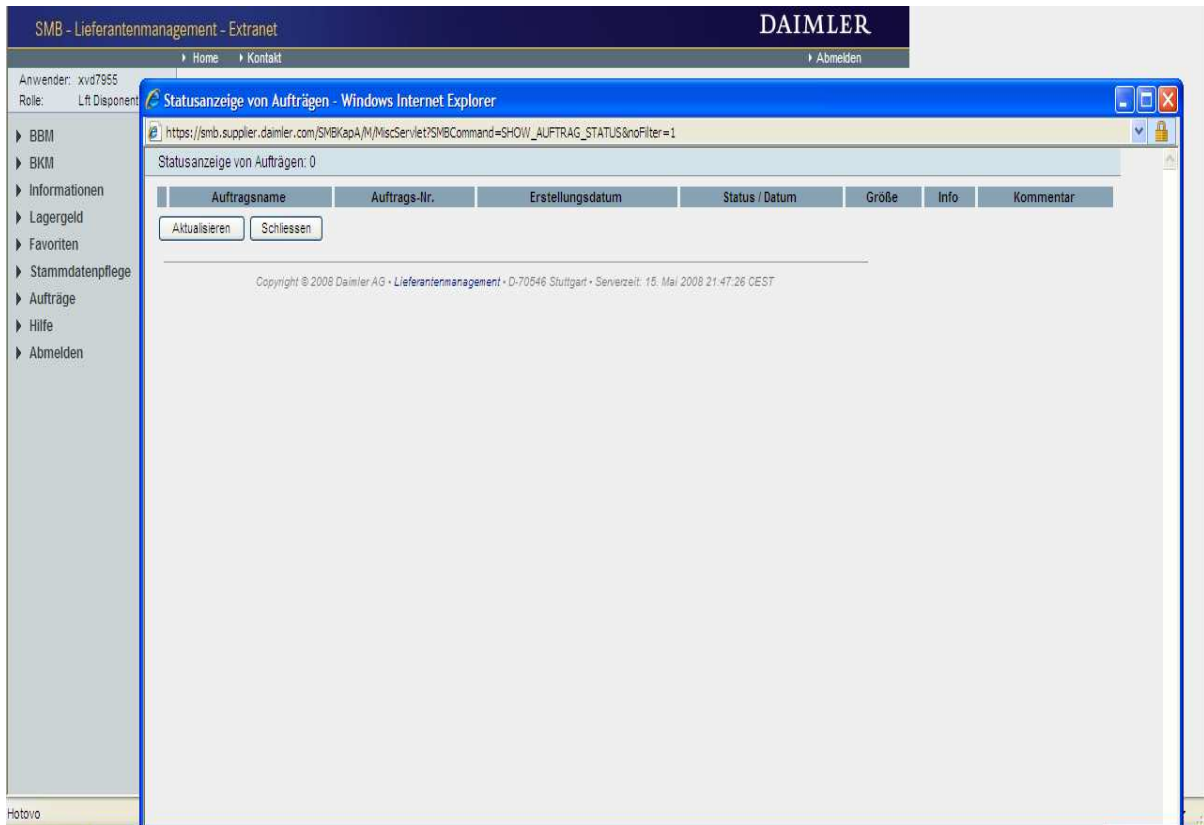 SMB - Lieferantenmanagement - Extranet
DAIMLER
Home Kontakt Abmelden
Anwender: xvd7955
Rolle: Lft Disponent
Statusanzeige von Aufträgen - Windows Internet Explorer
https://smb.supplier.daimler.com/SMBKapA/M/MiscServlet?SMBCommand=SHOW_AUFTRAG_STATUS&noFilter=1
Statusanzeige von Aufträgen: 0
Auftragsname Auftrags-Nr. Erstellungsdatum Status / Datum Größe Info Kommentar
Aktualisieren Schliessen
Copyright © 2008 Daimler AG - Lieferantenmanagement - D-70546 Stuttgart - Serverzeit: 15. Mai 2008 21:47:26 CEST
BBM
BKM
Informationen
Lagergeld
Favoriten
Stammdatenpflege
Aufträge
Hilfe
Abmelden
Hotovo